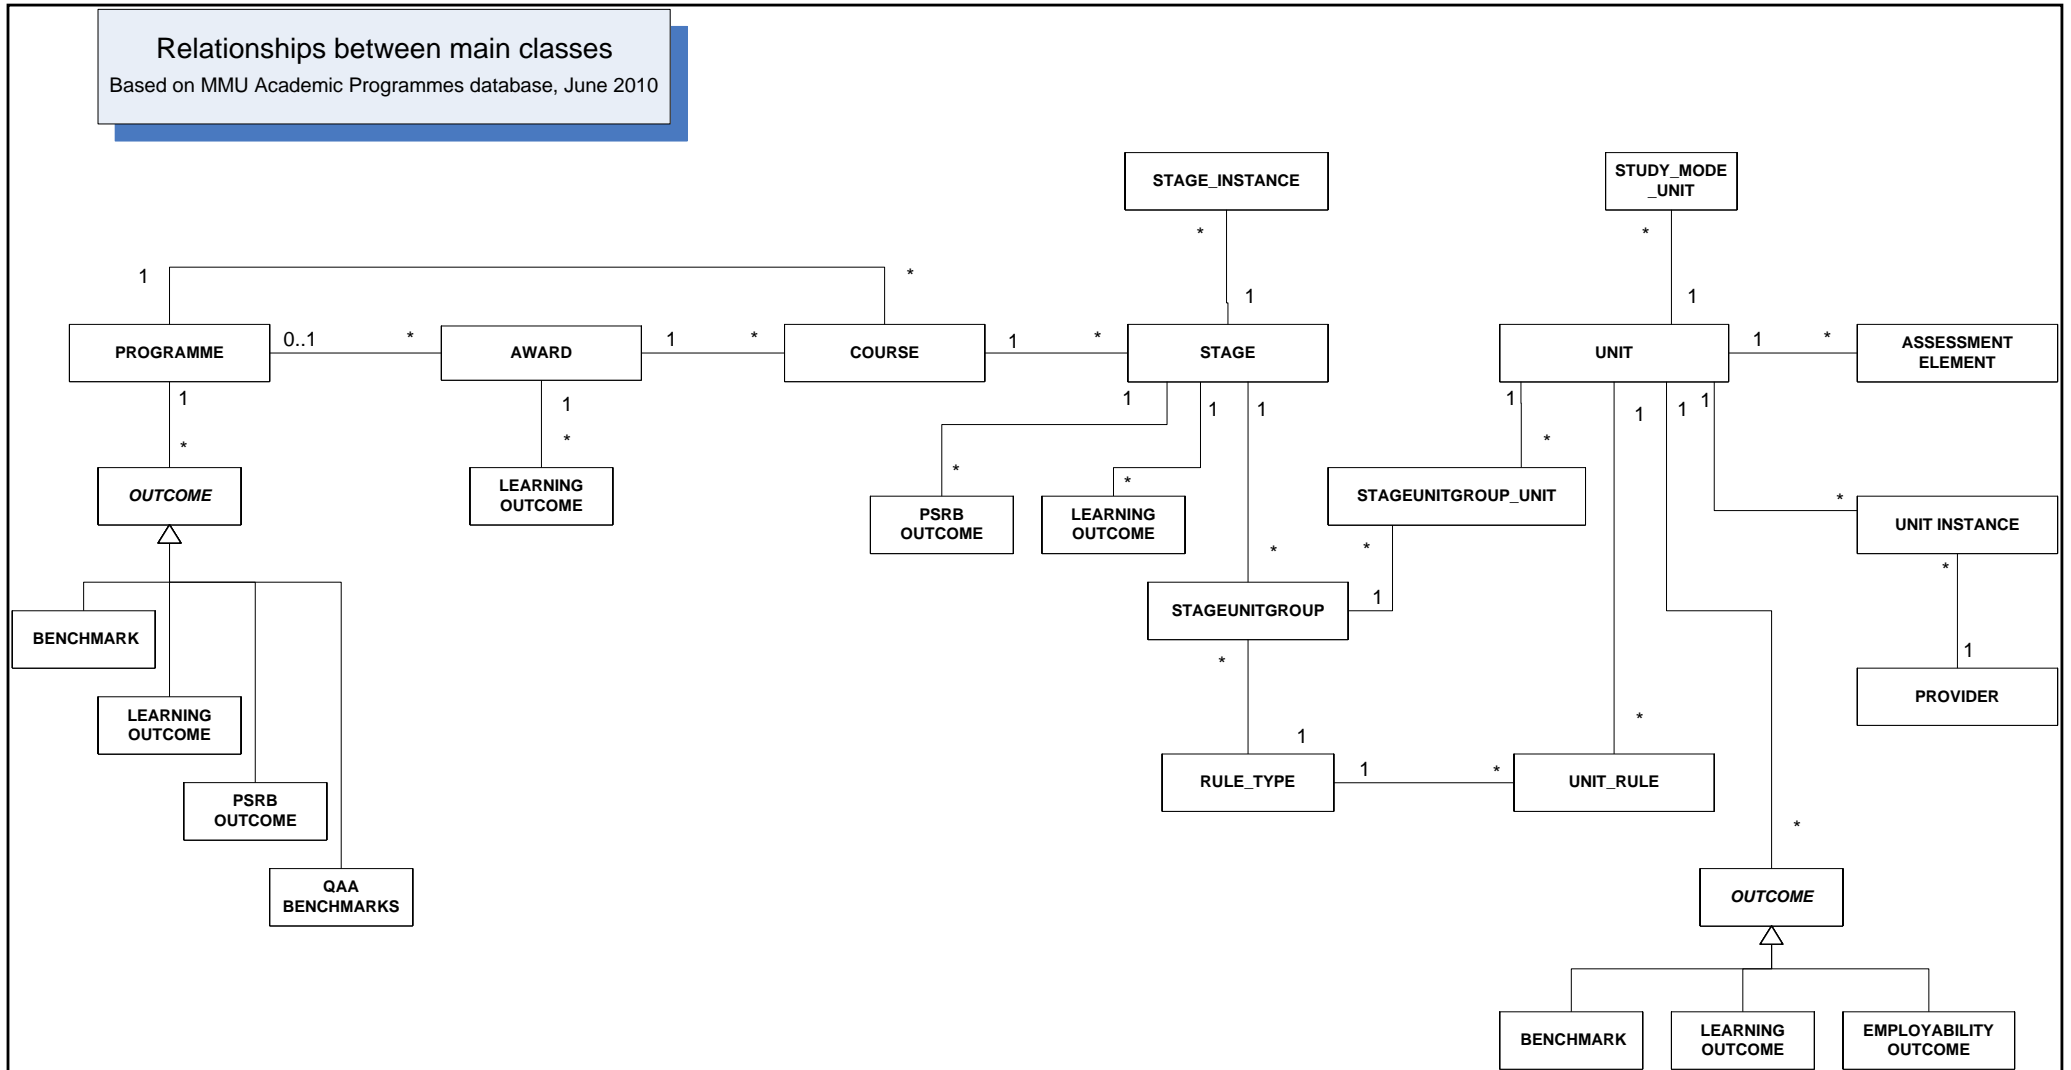 Relationships between main classes
Based on MMU Academic Programmes database, June 2010
STAGE_INSTANCE
STUDY_MODE
_UNIT
*
*
1
*
1
1
PROGRAMME
0..1
*
AWARD
1
*
COURSE
1
*
STAGE
UNIT
1
*
ASSESSMENT
ELEMENT
1
1
1
1
1
1
1
1
1
*
*
*
*
*
*
OUTCOME
LEARNING
OUTCOME
PSRB
OUTCOME
LEARNING
OUTCOME
STAGEUNITGROUP_UNIT
UNIT INSTANCE
*
*
*
STAGEUNITGROUP
1
BENCHMARK
*
1
PROVIDER
LEARNING
OUTCOME
1
*
RULE_TYPE
1
*
UNIT_RULE
PSRB
OUTCOME
*
QAA
BENCHMARKS
OUTCOME
BENCHMARK
LEARNING
OUTCOME
EMPLOYABILITY
OUTCOME